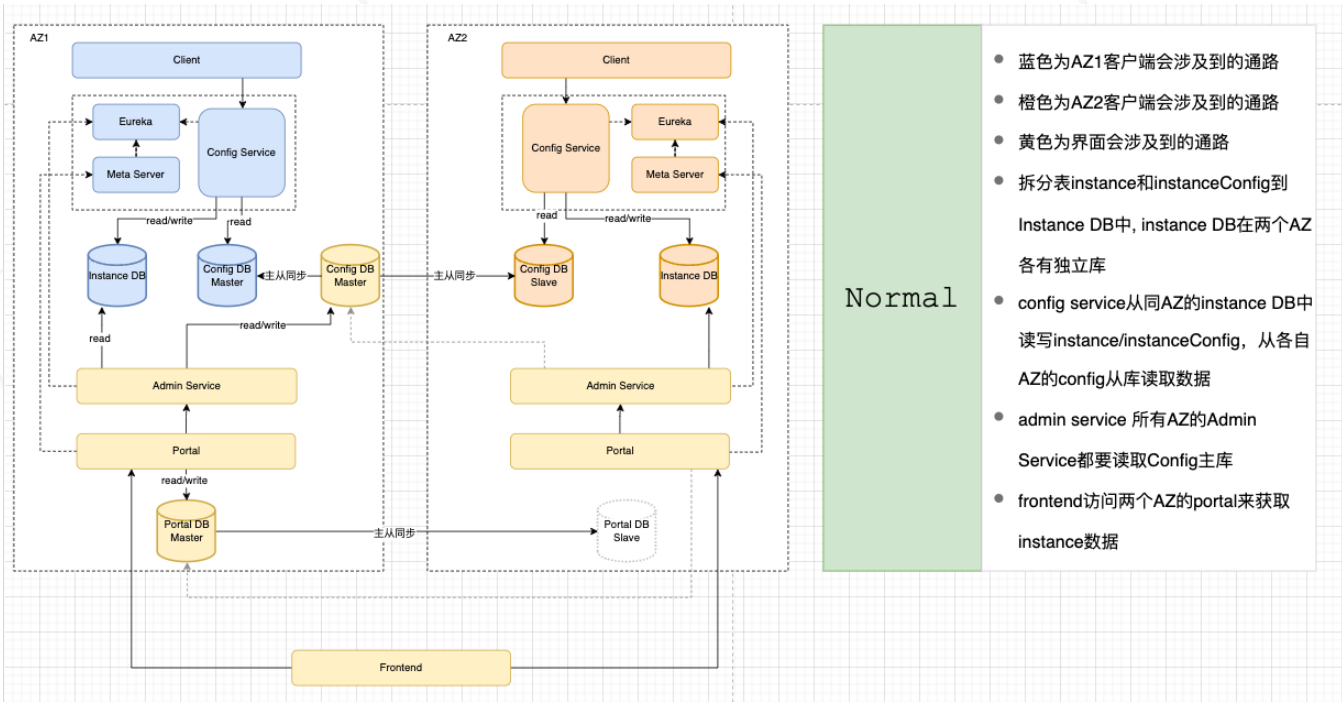 AZ1
Client
Eureka
Meta Server
Config Service
read/write
read
Instance DB
Config DB
Master
主从同步
Config DB
Master
主从同步
read
read/write
Admin Service
Portal
read/write
Portal DB
Master
主从同步
AZ2
Client
Config Service
Eureka
Meta Server
read
read/write
Config DB
Slave
Instance DB
Admin Service
Portal
Portal DB
Slave
Frontend
Normal
蓝色为AZ1客户端会涉及到的通路
橙色为AZ2客户端会涉及到的通路
黄色为界面会涉及到的通路
拆分表instance和instanceConfig到
Instance DB中, instance DB在两个AZ
各有独立库
config service从同AZ的instance DB中
读写instance/instanceConfig，从各自
AZ的config从库读取数据
admin service 所有AZ的Admin
Service都要读取Config主库
frontend访问两个AZ的portal来获取
instance数据